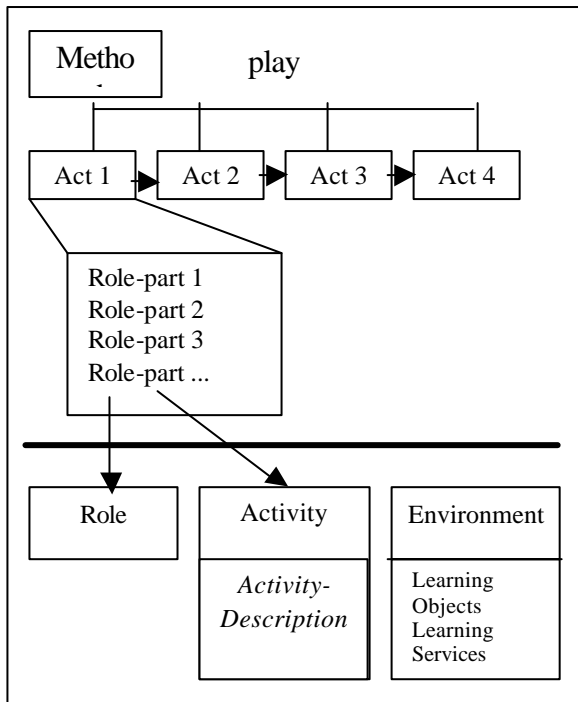 Metho
play
Act 1
Act 2
Act 3
Act 4
Role-part 1
Role-part 2
Role-part 3
Role-part ...
Role
Activity
Environment
Activity-
Description
Learning
Objects
Learning
Services